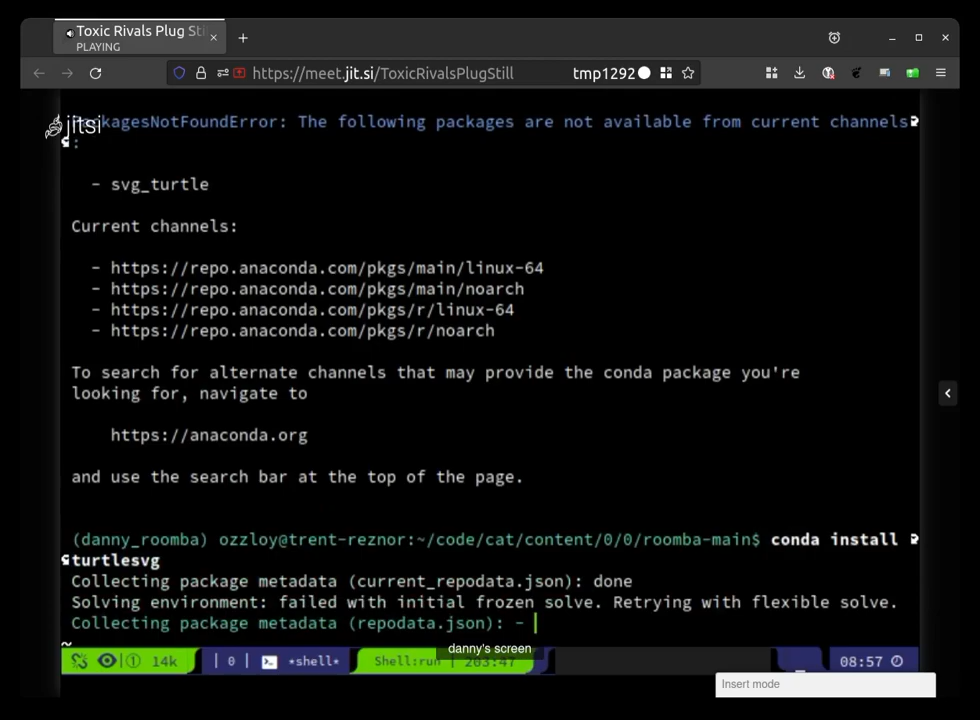 Toxic Rivals Plug Sti
PLAYING
https://meet.jit.si/ToxicRivalsPlugStill
tmp1292
jitsi
ckagesNotFoundError: The following packages are not available from current channels
:
- svg_turtle
Current channels:
- https://repo.anaconda.com/pkgs/main/linux-64
- https://repo.anaconda.com/pkgs/main/noarch
- https://repo.anaconda.com/pkgs/r/linux-64
- https://repo.anaconda.com/pkgs/r/noarch
To search for alternate channels that may provide the conda package you're
looking for, navigate to
https://anaconda.org
and use the search bar at the top of the page.
(danny_roomba) ozzloy@trent-reznor:~/code/cat/content/0/0/roomba-main$ conda install
turtlesvg
Collecting package metadata (current_repodata.json): done
Solving environment: failed with initial frozen solve. Retrying with flexible solve.
Collecting package metadata (repodata.json): -
~
danny's screen
① 14k | 0 | *shell* Shell:run | 203:47 08:57
Insert mode